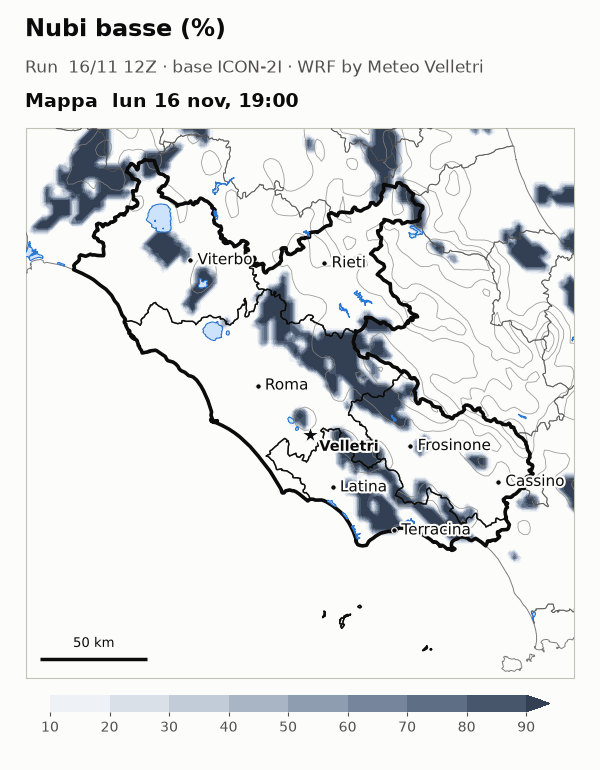 Nubi basse (%)
Run  16/11 12Z · base ICON-2I · WRF by Meteo Velletri
Mappa  lun 16 nov, 19:00
Viterbo
Rieti
Roma
Velletri
Frosinone
Latina
Cassino
Terracina
50 km
10 20 30 40 50 60 70 80 90